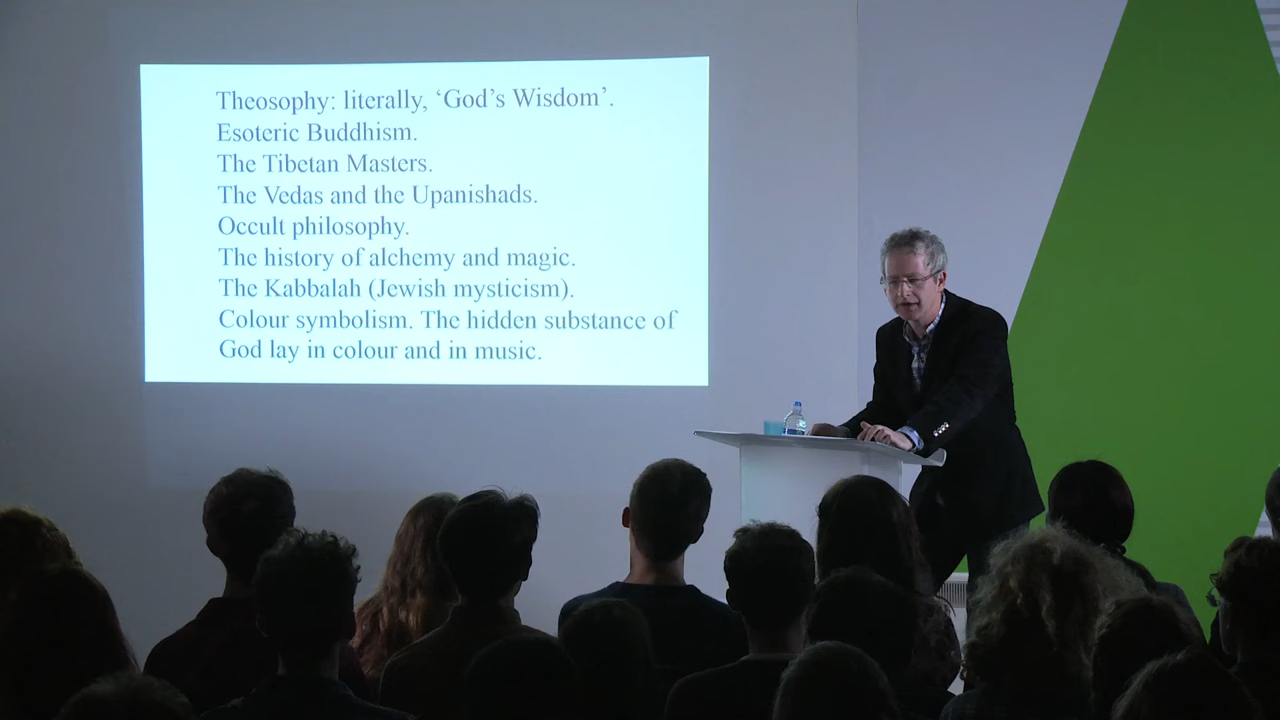 Theosophy: literally, ‘God’s Wisdom’.
Esoteric Buddhism.
The Tibetan Masters.
The Vedas and the Upanishads.
Occult philosophy.
The history of alchemy and magic.
The Kabbalah (Jewish mysticism).
Colour symbolism. The hidden substance of
God lay in colour and in music.